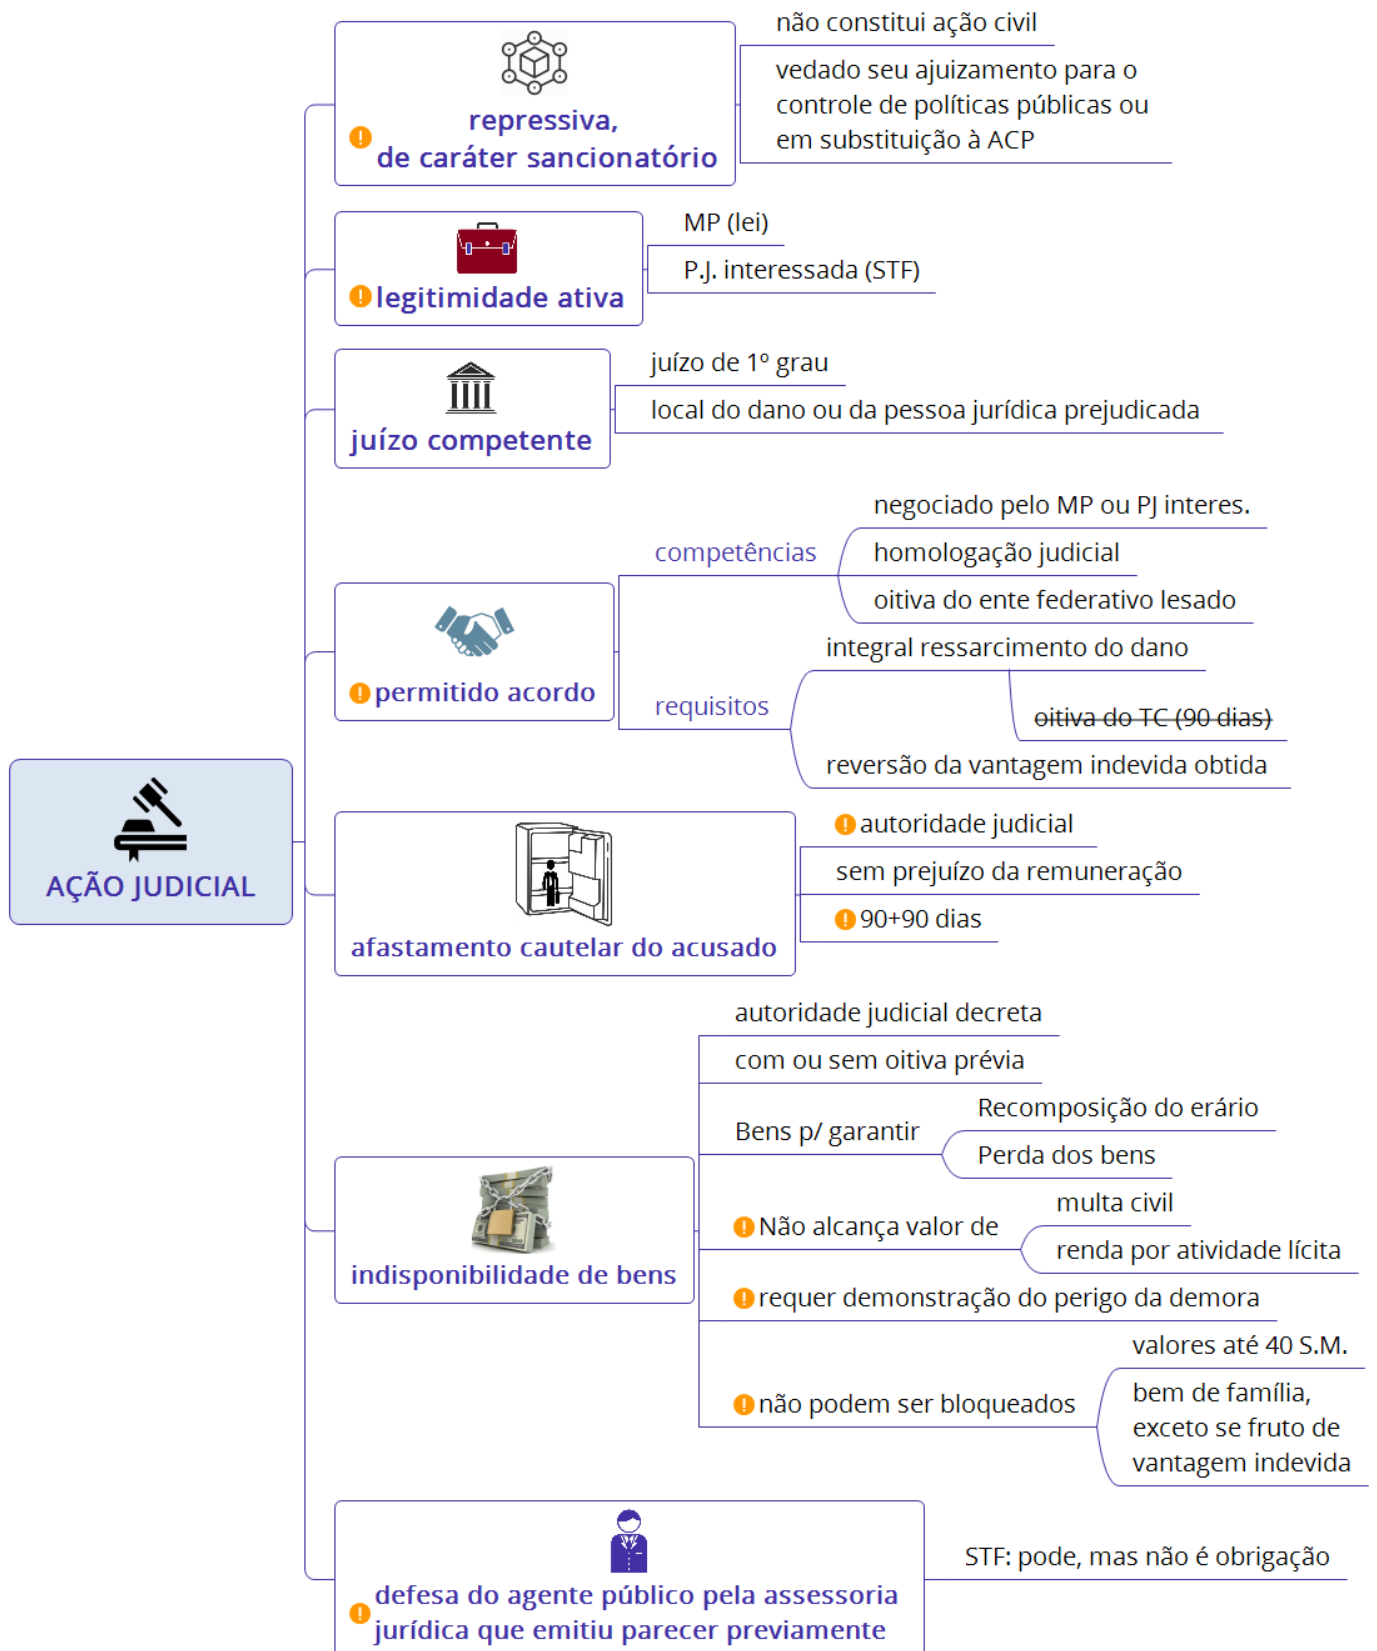 AÇÃO JUDICIAL
repressiva,
de caráter sancionatório
não constitui ação civil
vedado seu ajuizamento para o
controle de políticas públicas ou
em substituição à ACP
legitimidade ativa
MP (lei)
P.J. interessada (STF)
juízo competente
juízo de 1º grau
local do dano ou da pessoa jurídica prejudicada
permitido acordo
competências
negociado pelo MP ou PJ interes.
homologação judicial
oitiva do ente federativo lesado
requisitos
integral ressarcimento do dano
oitiva do TC (90 dias)
reversão da vantagem indevida obtida
afastamento cautelar do acusado
autoridade judicial
sem prejuízo da remuneração
90+90 dias
indisponibilidade de bens
autoridade judicial decreta
com ou sem oitiva prévia
Bens p/ garantir
Recomposição do erário
Perda dos bens
Não alcança valor de
multa civil
renda por atividade lícita
requer demonstração do perigo da demora
não podem ser bloqueados
valores até 40 S.M.
bem de família,
exceto se fruto de
vantagem indevida
defesa do agente público pela assessoria
jurídica que emitiu parecer previamente
STF: pode, mas não é obrigação